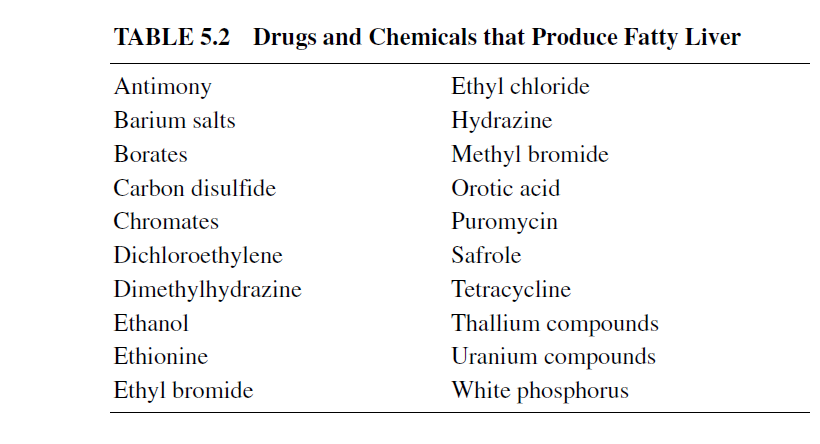 TABLE 5.2 Drugs and Chemicals that Produce Fatty Liver
Antimony Ethyl chloride
Barium salts Hydrazine
Borates Methyl bromide
Carbon disulfide Orotic acid
Chromates Puromycin
Dichloroethylene Safrole
Dimethylhydrazine Tetracycline
Ethanol Thallium compounds
Ethionine Uranium compounds
Ethyl bromide White phosphorus